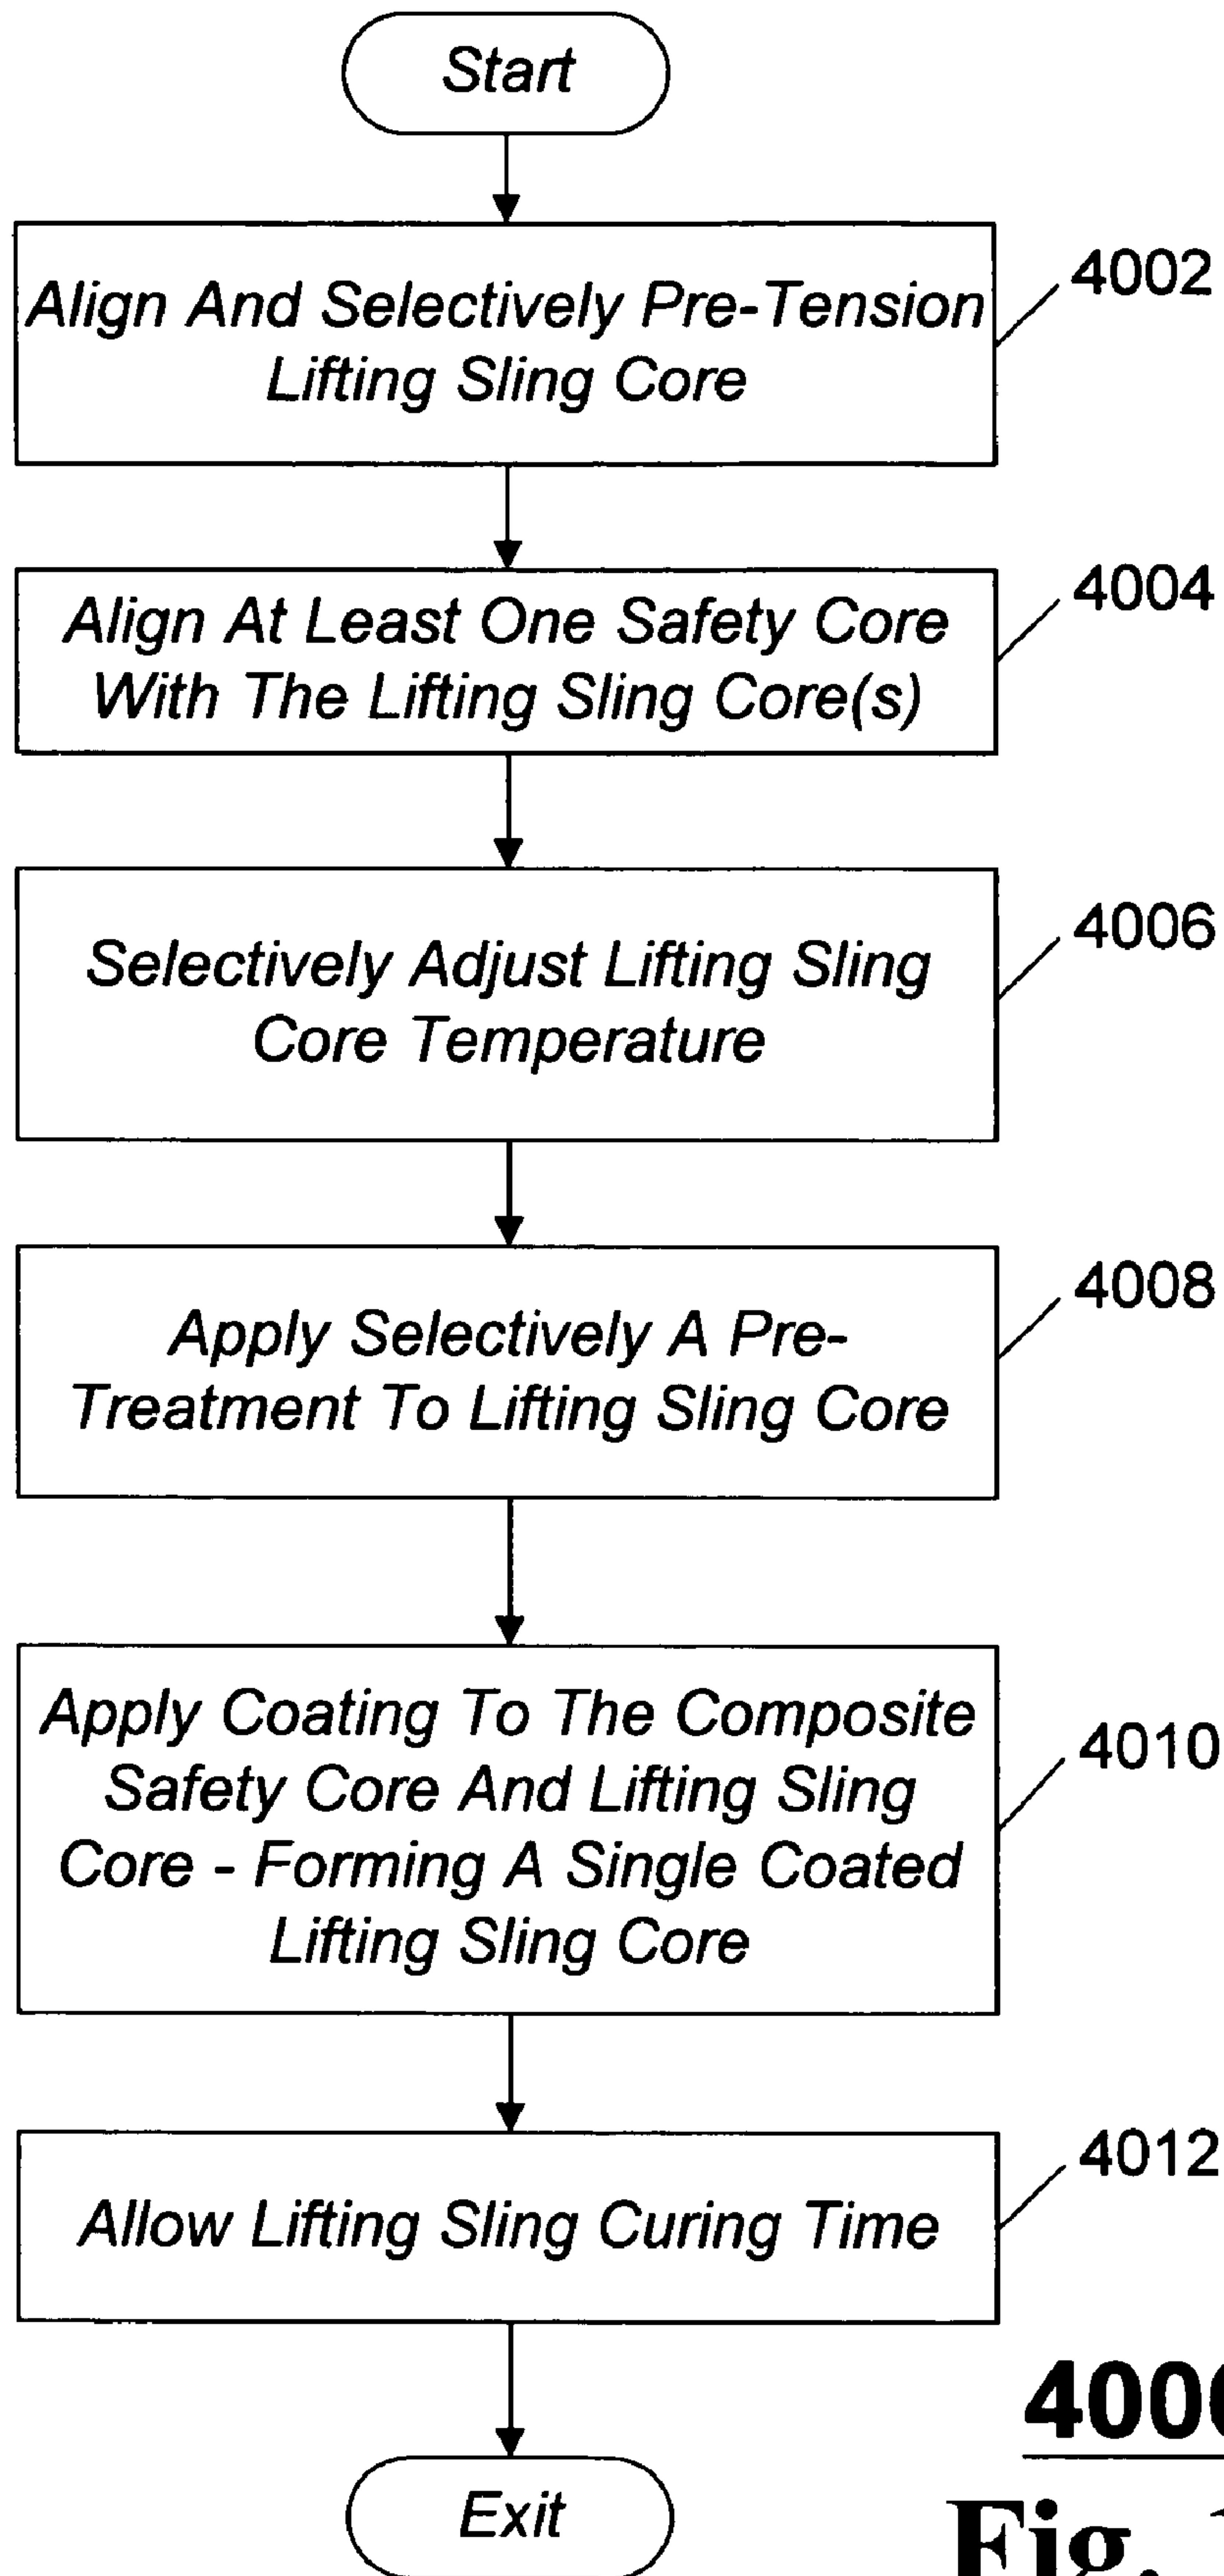 Start
Align And Selectively Pre-Tension
Lifting Sling Core
4002
Align At Least One Safety Core
With The Lifting Sling Core(s)
4004
Selectively Adjust Lifting Sling
Core Temperature
4006
Apply Selectively A Pre-
Treatment To Lifting Sling Core
4008
Apply Coating To The Composite
Safety Core And Lifting Sling
Core - Forming A Single Coated
Lifting Sling Core
4010
Allow Lifting Sling Curing Time
4012
Exit
4000
Fig.